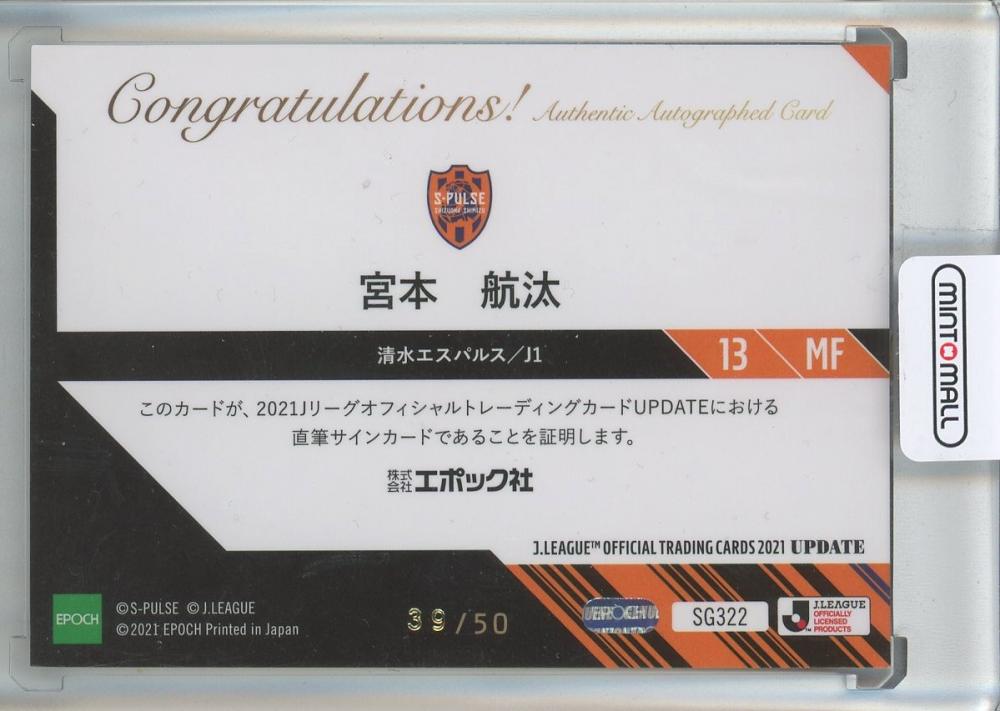 Congratulations! Authentic Autographed Card
S-PULSE
SHIZUOKA SHIMIZU
宮本 航汰
清水エスパルス/J1 13 MF
このカードが、2021JリーグオフィシャルトレーディングカードUPDATEにおける
直筆サインカードであることを証明します。
株式会社エポック社
J.LEAGUE™ OFFICIAL TRADING CARDS 2021 UPDATE
EPOCH
©S-PULSE ©J.LEAGUE
©2021 EPOCH Printed in Japan
39/50
SG322
J.LEAGUE
OFFICIALLY
LICENSED
PRODUCTS
MINT MALL